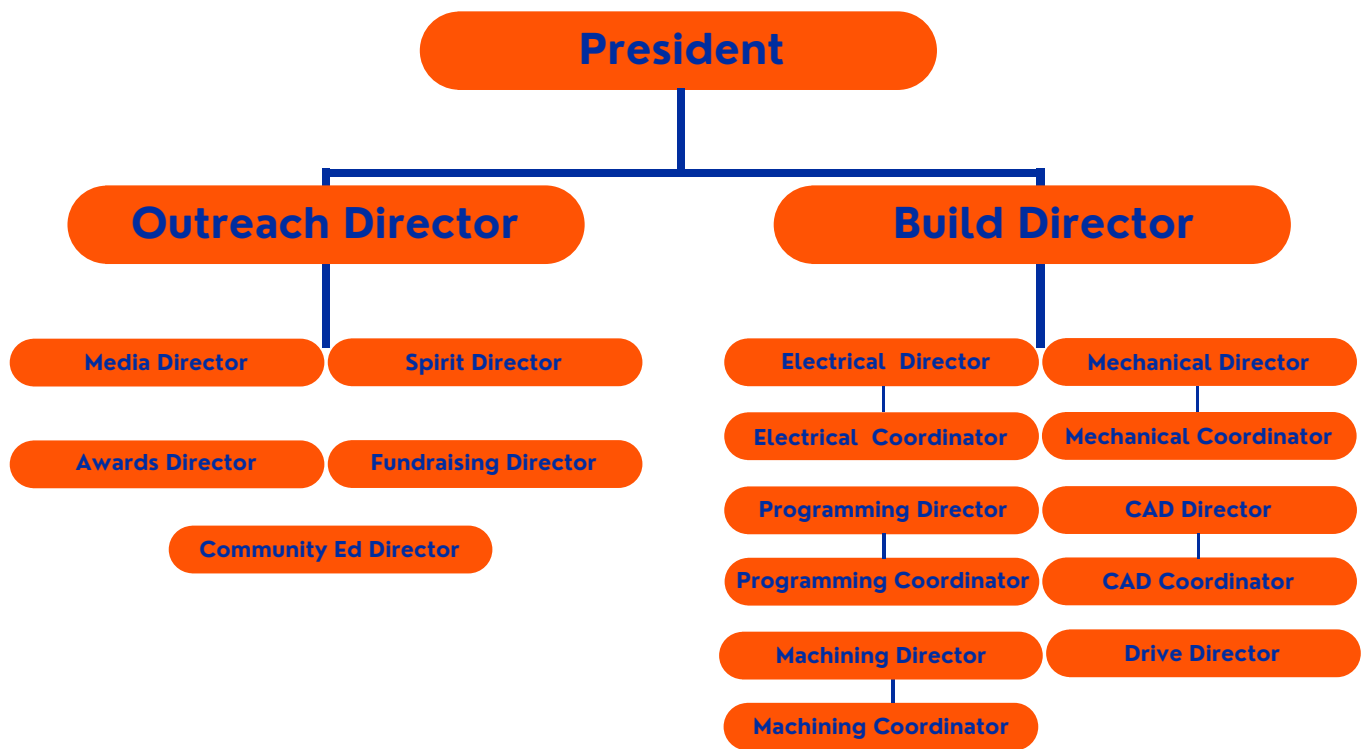 President
Outreach Director
Build Director
Media Director
Spirit Director
Electrical Director
Mechanical Director
Electrical Coordinator
Mechanical Coordinator
Awards Director
Fundraising Director
Programming Director
CAD Director
Community Ed Director
Programming Coordinator
CAD Coordinator
Machining Director
Drive Director
Machining Coordinator